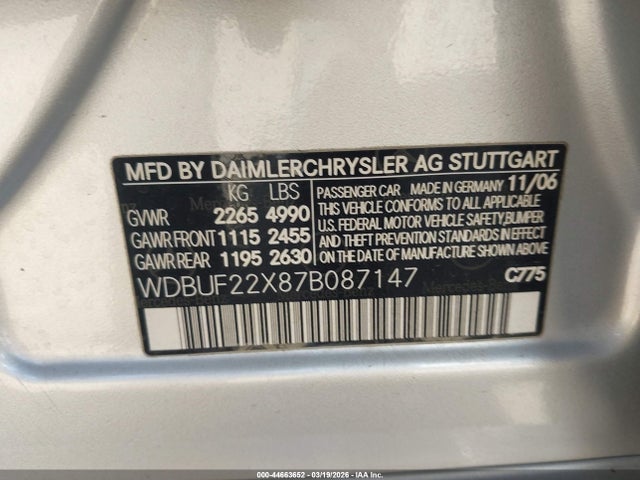 MFD BY DAIMLERCHRYSLER AG STUTTGART
KG LBS
GVWR 2265 4990
GAWR FRONT 1115 2455
GAWR REAR 1195 2630
PASSENGER CAR MADE IN GERMANY 11/06
THIS VEHICLE CONFORMS TO ALL APPLICABLE
U.S. FEDERAL MOTOR VEHICLE SAFETY, BUMPER
AND THEFT PREVENTION STANDARDS IN EFFECT
ON THE DATE OF MANUFACTURE SHOWN ABOVE.
WDBUF22X87B087147
C775
000-44663652 | 03/19/2026 | IAA Inc.